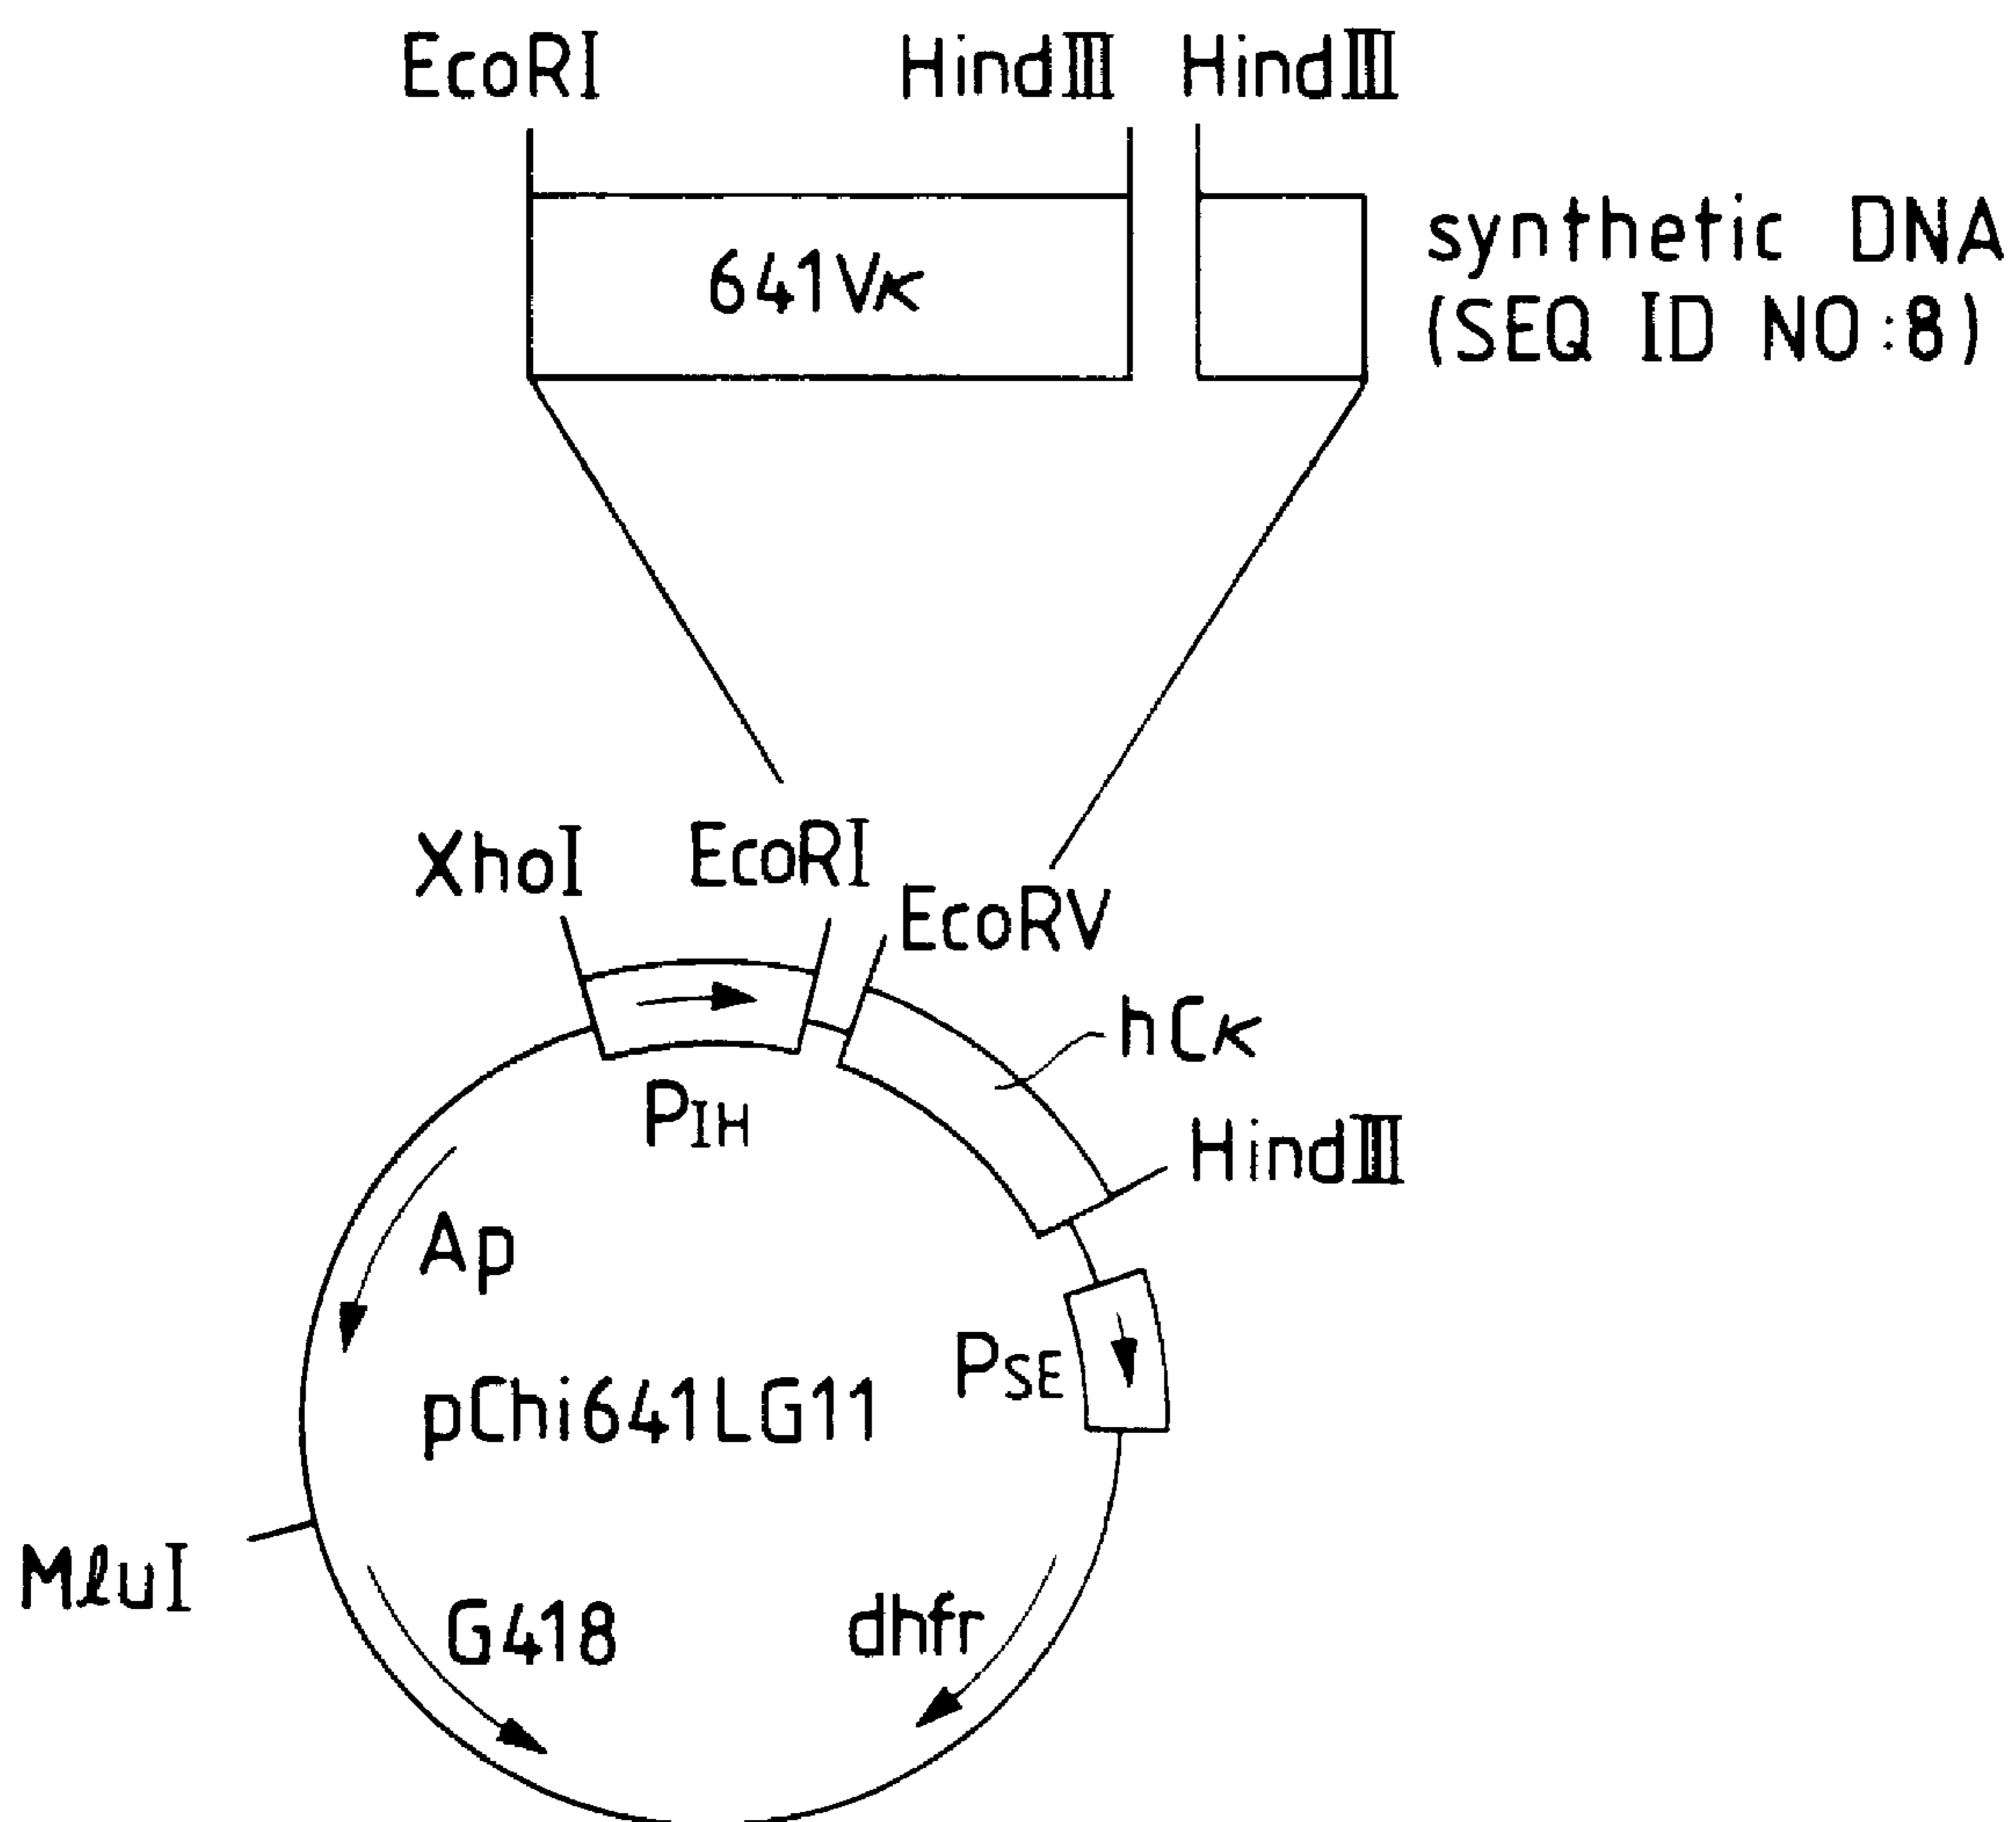 EcoRI HindIII HindIII
641Vκ
synthetic DNA
(SEQ ID NO:8)
XhoI EcoRI
EcoRV
hCκ
PIH
HindIII
Ap
PSE
pChi641LG11
MluI
G418
dhfr